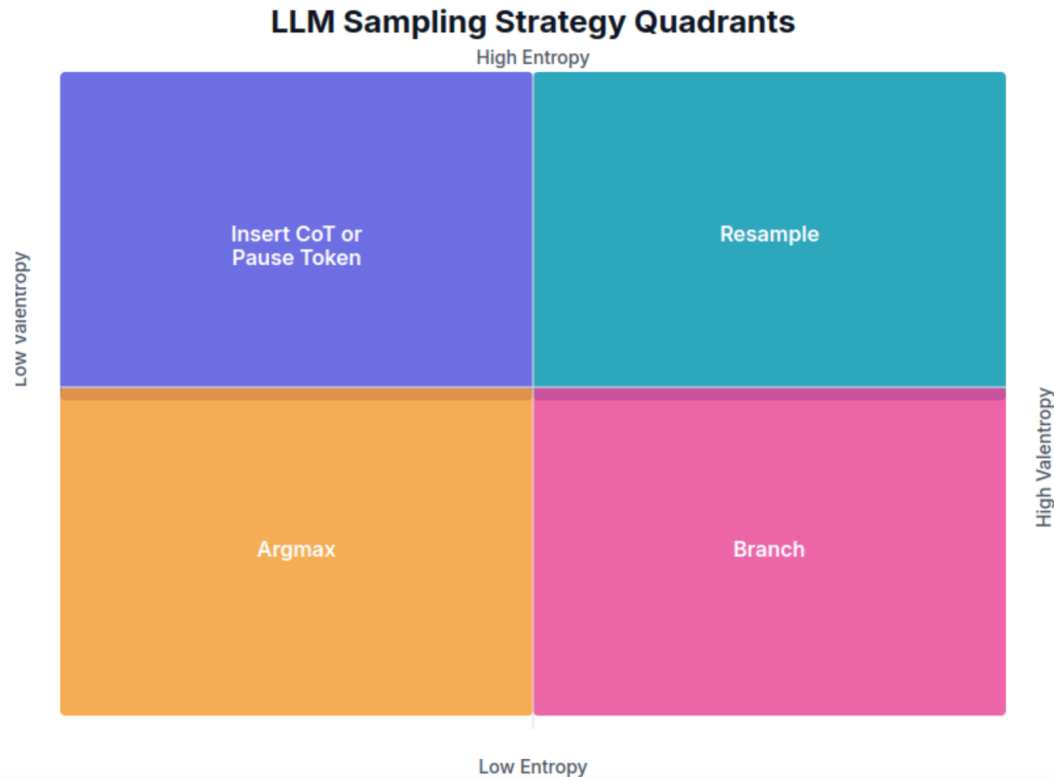 LLM Sampling Strategy Quadrants
High Entropy
Insert CoT or
Pause Token
Resample
Low Valentropy
High Valentropy
Argmax
Branch
Low Entropy